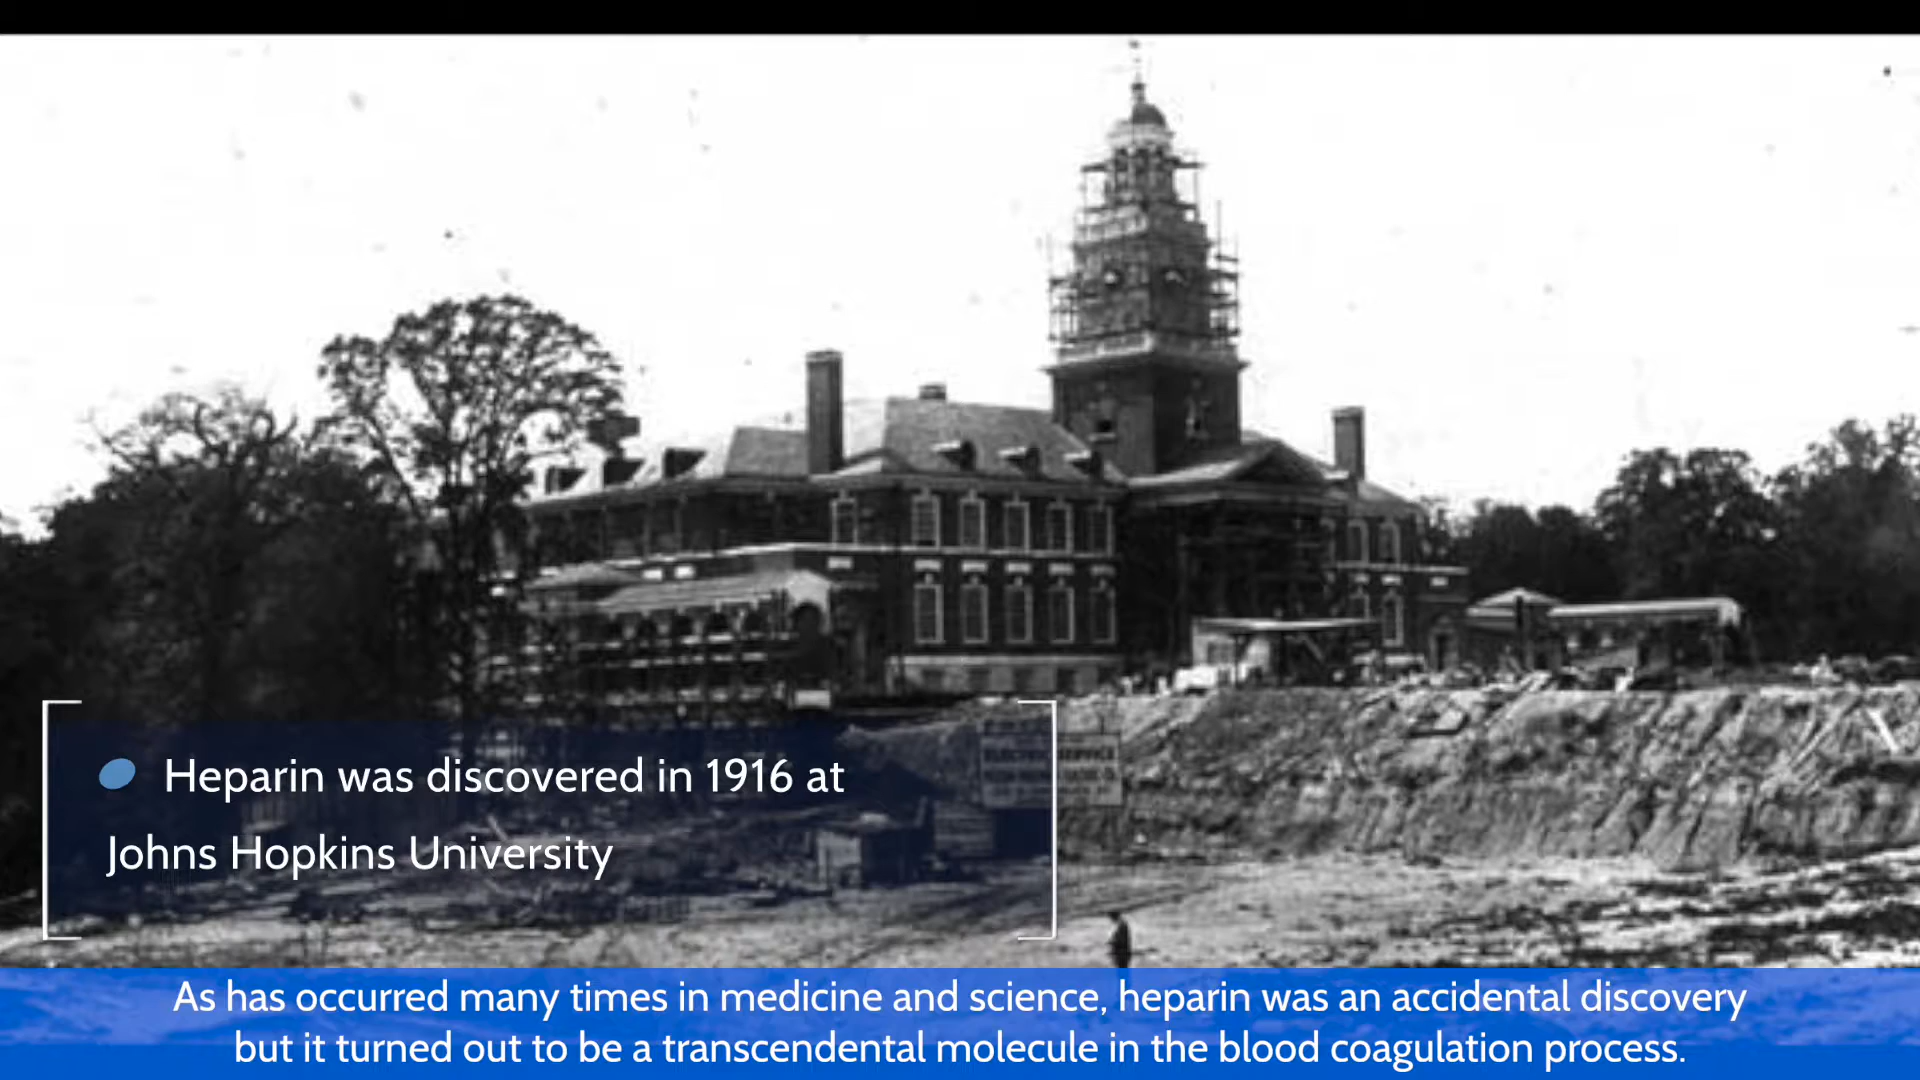 Heparin was discovered in 1916 at
Johns Hopkins University
As has occurred many times in medicine and science, heparin was an accidental discovery
but it turned out to be a transcendental molecule in the blood coagulation process.